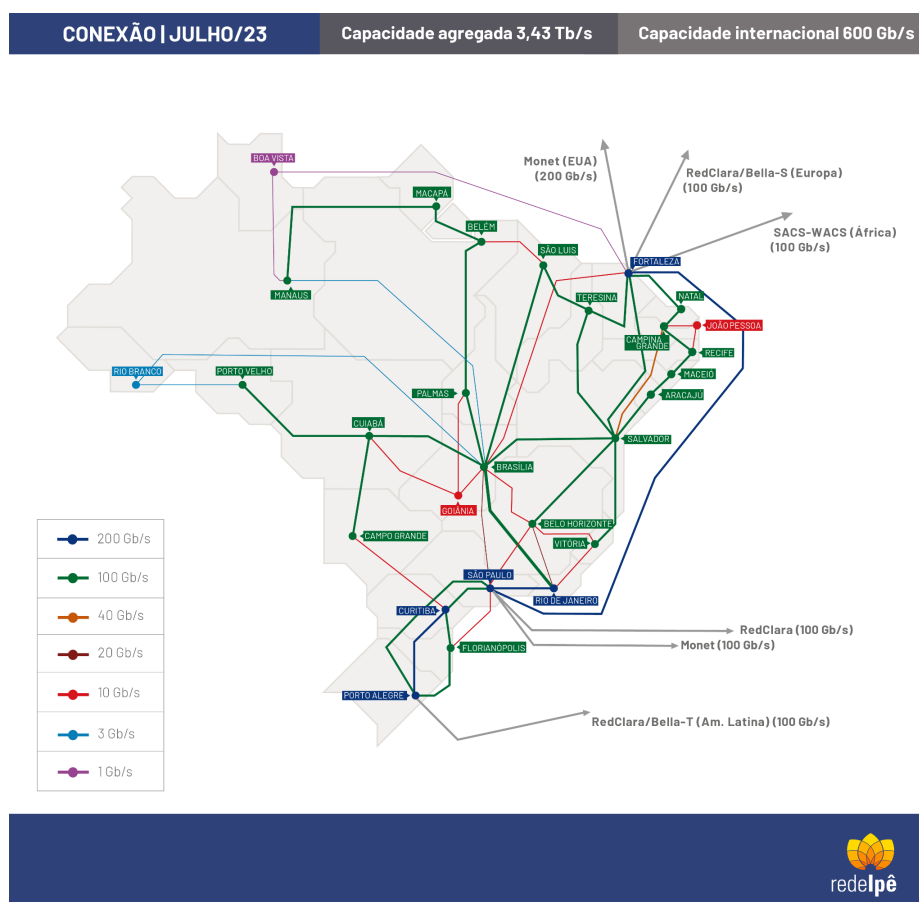 CONEXÃO | JULHO/23
Capacidade agregada 3,43 Tb/s
Capacidade internacional 600 Gb/s
Monet (EUA)
(200 Gb/s)
RedClara/Bella-S (Europa)
(100 Gb/s)
SACS-WACS (África)
(100 Gb/s)
BOA VISTA
MACAPÁ
BELÉM
SÃO LUIS
FORTALEZA
MANAUS
TERESINA
NATAL
JOÃO PESSOA
CAMPINA
GRANDE
RECIFE
RIO BRANCO
PORTO VELHO
MACEIÓ
PALMAS
ARACAJÚ
CUIABÁ
SALVADOR
BRASÍLIA
GOIÂNIA
BELO HORIZONTE
CAMPO GRANDE
VITÓRIA
SÃO PAULO
RIO DE JANEIRO
CURITIBA
RedClara (100 Gb/s)
Monet (100 Gb/s)
FLORIANÓPOLIS
PORTO ALEGRE
RedClara/Bella-T (Am. Latina) (100 Gb/s)
200 Gb/s
100 Gb/s
40 Gb/s
20 Gb/s
10 Gb/s
3 Gb/s
1 Gb/s
redeIpê